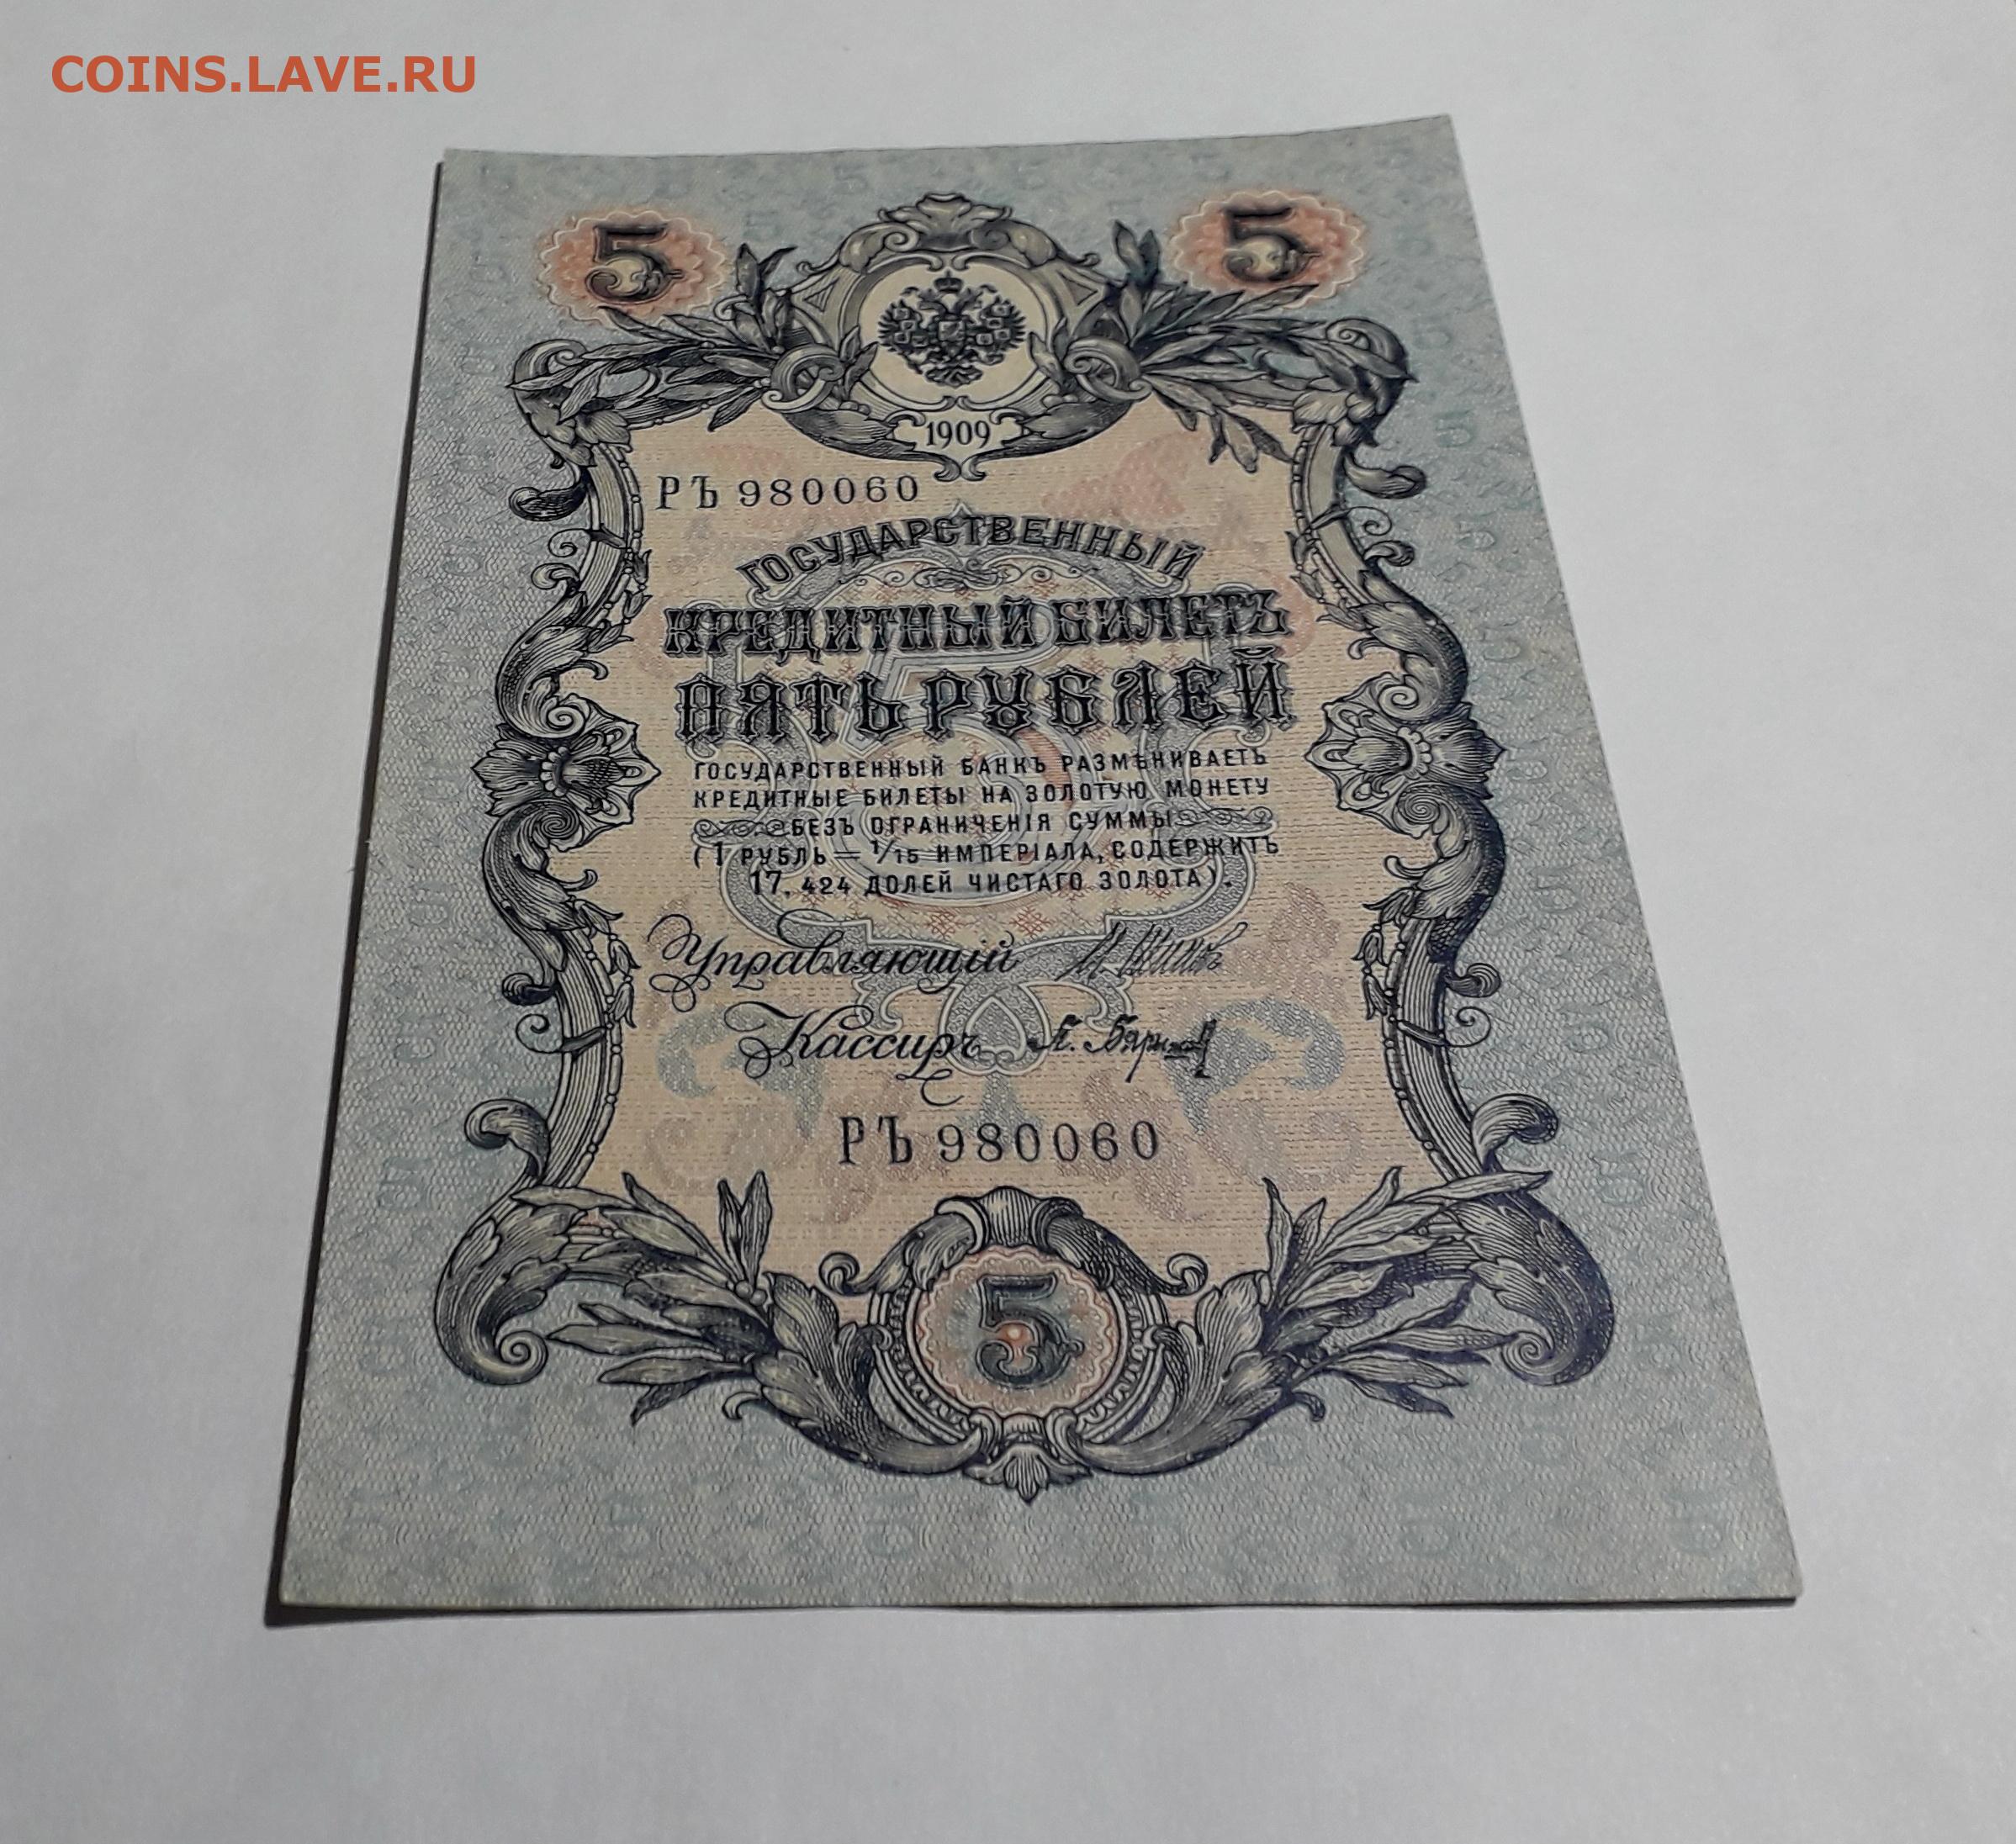 COINS.LAVE.RU
5 5
1909
РЪ 980060
ГОСУДАРСТВЕННЫЙ
КРЕДИТНЫЙ БИЛЕТЪ
ПЯТЬ РУБЛЕЙ
ГОСУДАРСТВЕННЫЙ БАНКЪ РАЗМѢНИВАЕТЪ
КРЕДИТНЫЕ БИЛЕТЫ НА ЗОЛОТУЮ МОНЕТУ
БЕЗЪ ОГРАНИЧЕНІЯ СУММЫ
(1 РУБЛЬ = 1/15 ИМПЕРІАЛА, СОДЕРЖИТЪ
17, 424 ДОЛЕЙ ЧИСТАГО ЗОЛОТА).
Управляющій
Кассиръ
РЪ 980060
5